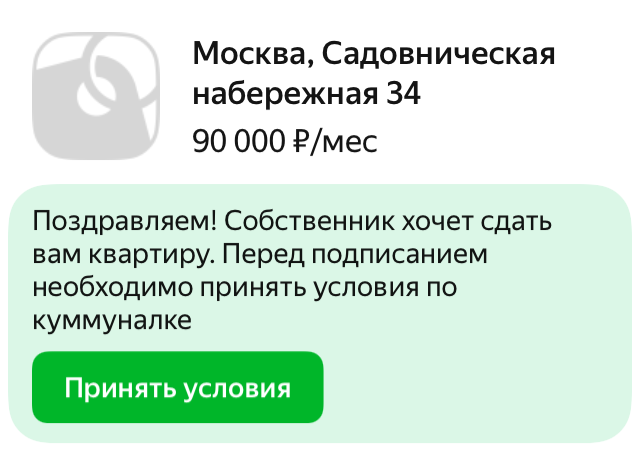 Москва, Садовническая
набережная 34
90 000 ₽/мес
Поздравляем! Собственник хочет сдать
вам квартиру. Перед подписанием
необходимо принять условия по
куммуналке
Принять условия